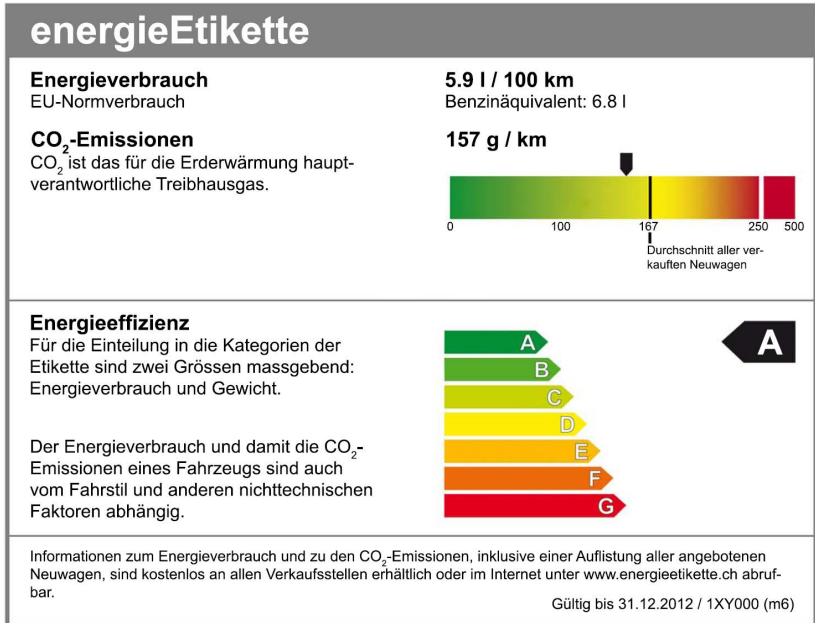 energieEtikette
Energieverbrauch
EU-Normverbrauch
5.9 l / 100 km
Benzinäquivalent: 6.8 l
CO2-Emissionen
CO2 ist das für die Erderwärmung haupt-
verantwortliche Treibhausgas.
157 g / km
0 100 167 250 500
Durchschnitt aller ver-
kauften Neuwagen
Energieeffizienz
Für die Einteilung in die Kategorien der
Etikette sind zwei Grössen massgebend:
Energieverbrauch und Gewicht.
Der Energieverbrauch und damit die CO2-
Emissionen eines Fahrzeugs sind auch
vom Fahrstil und anderen nichttechnischen
Faktoren abhängig.
A
B
C
D
E
F
G
A
Informationen zum Energieverbrauch und zu den CO2-Emissionen, inklusive einer Auflistung aller angebotenen
Neuwagen, sind kostenlos an allen Verkaufsstellen erhältlich oder im Internet unter www.energieetikette.ch abruf-
bar.
Gültig bis 31.12.2012 / 1XY000 (m6)